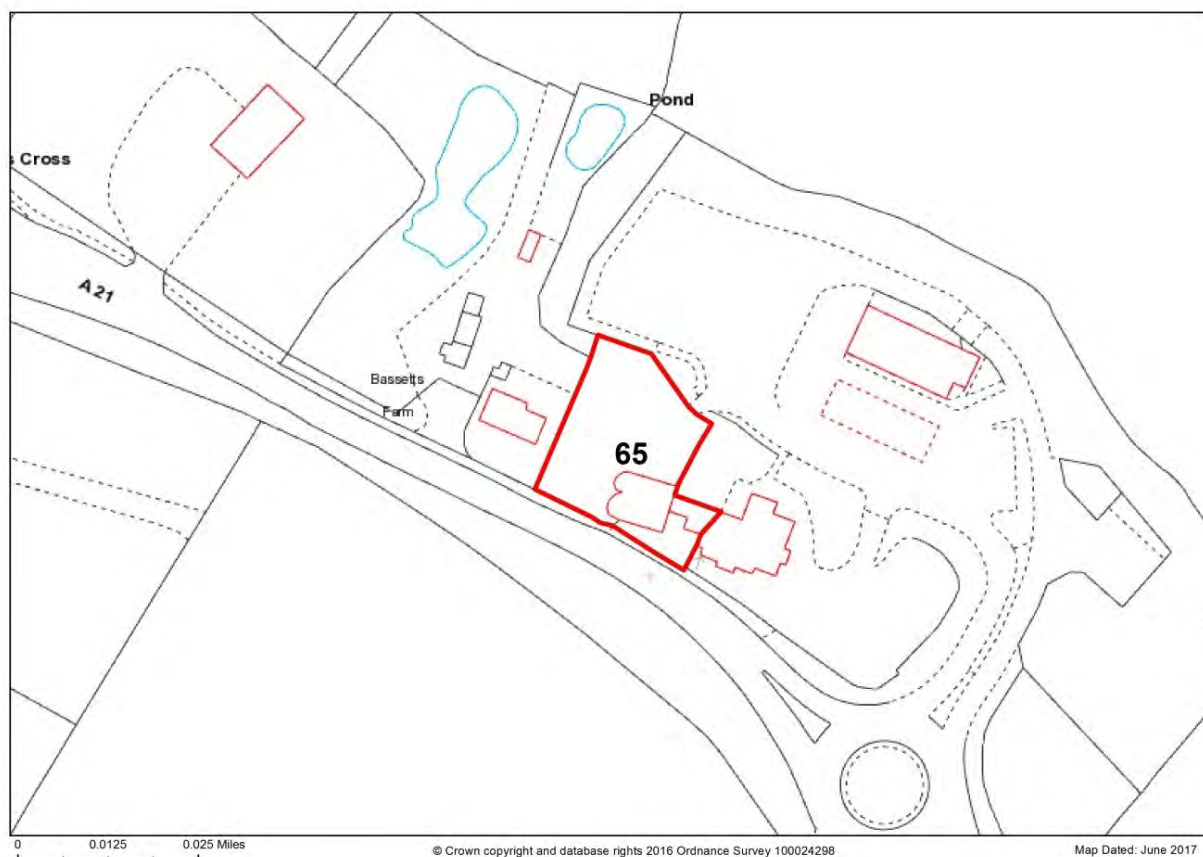 Pond
s Cross
A 21
Bassetts
Farm
65
0 0.0125 0.025 Miles
© Crown copyright and database rights 2016 Ordnance Survey 100024298
Map Dated: June 2017